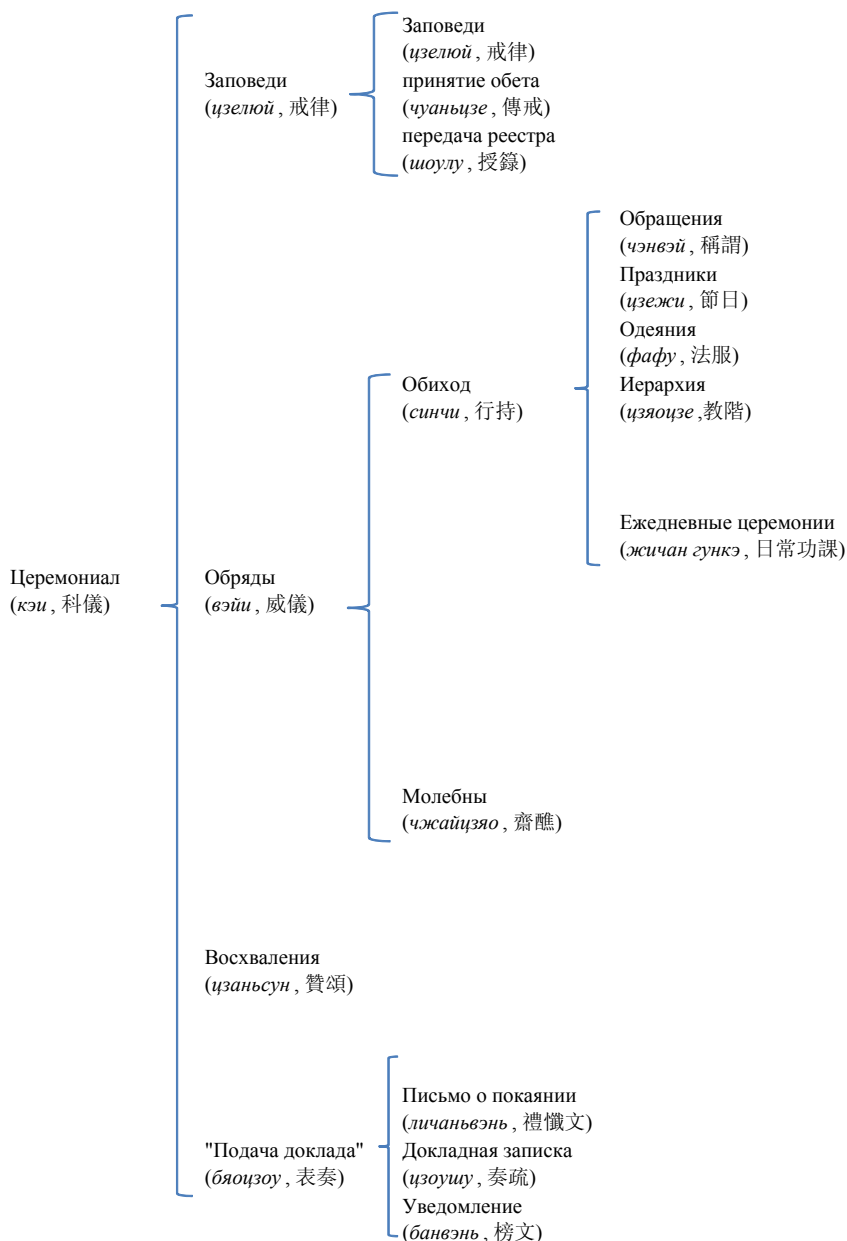 Церемониал
(кэи , 科儀)
Заповеди
(цзелюй , 戒律)
Заповеди
(цзелюй , 戒律)
принятие обета
(чуаньцзе , 傳戒)
передача реестра
(шоулу , 授籙)
Обряды
(вэйи , 威儀)
Обиход
(синчи , 行持)
Обращения
(чэнвэй , 稱謂)
Праздники
(цзежи , 節日)
Одеяния
(фафу , 法服)
Иерархия
(цзяоцзе ,教階)
Ежедневные церемонии
(жичан гункэ , 日常功課)
Молебны
(чжайцзяо , 齋醮)
Восхваления
(цзаньсун , 贊頌)
"Подача доклада"
(бяоцзоу , 表奏)
Письмо о покаянии
(личаньвэнь , 禮懺文)
Докладная записка
(цзоушу , 奏疏)
Уведомление
(банвэнь , 榜文)